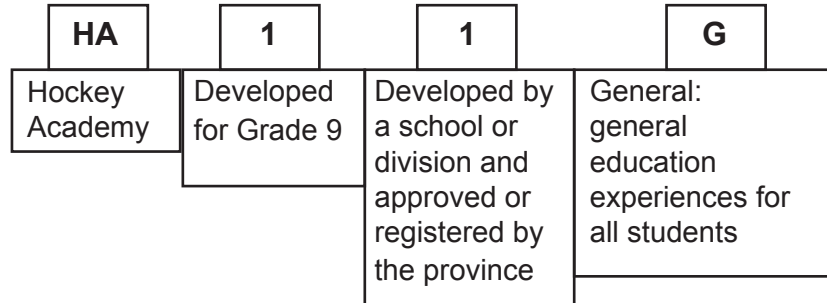 HA
1
1
G
Hockey
Academy
Developed
for Grade 9
Developed by
a school or
division and
approved or
registered by
the province
General:
general
education
experiences for
all students